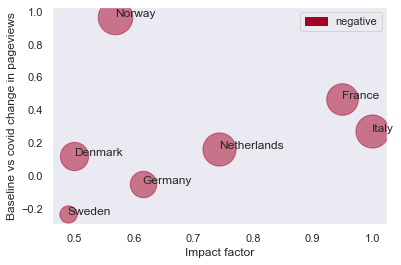 1.0
0.8
0.6
0.4
0.2
0.0
−0.2
Baseline vs covid change in pageviews
negative
Norway
France
Italy
Netherlands
Denmark
Germany
Sweden
0.5 0.6 0.7 0.8 0.9 1.0
Impact factor